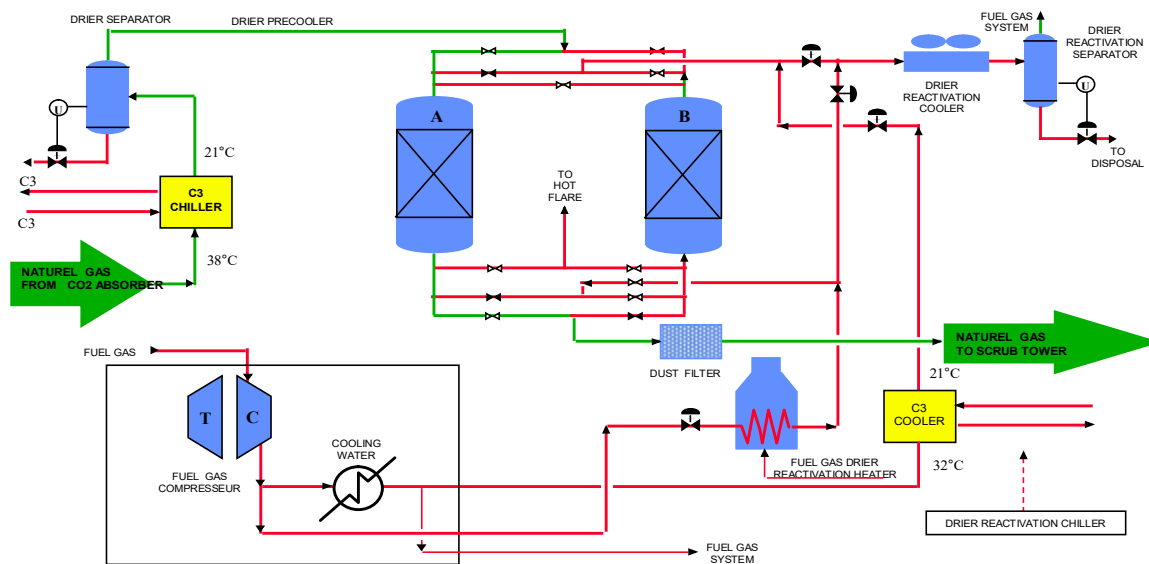 DRIER SEPARATOR
DRIER PRECOOLER
FUEL GAS
SYSTEM
DRIER
REACTIVATION
SEPARATOR
DRIER
REACTIVATION
COOLER
U
TO
DISPOSAL
U
A
B
21°C
C3
C3
C3
CHILLER
38°C
NATUREL GAS
FROM CO2 ABSORBER
TO
HOT
FLARE
NATUREL GAS
TO SCRUB TOWER
DUST FILTER
FUEL GAS
T
C
FUEL GAS
COMPRESSEUR
COOLING
WATER
FUEL GAS DRIER
REACTIVATION HEATER
21°C
C3
COOLER
32°C
DRIER REACTIVATION CHILLER
FUEL GAS
SYSTEM